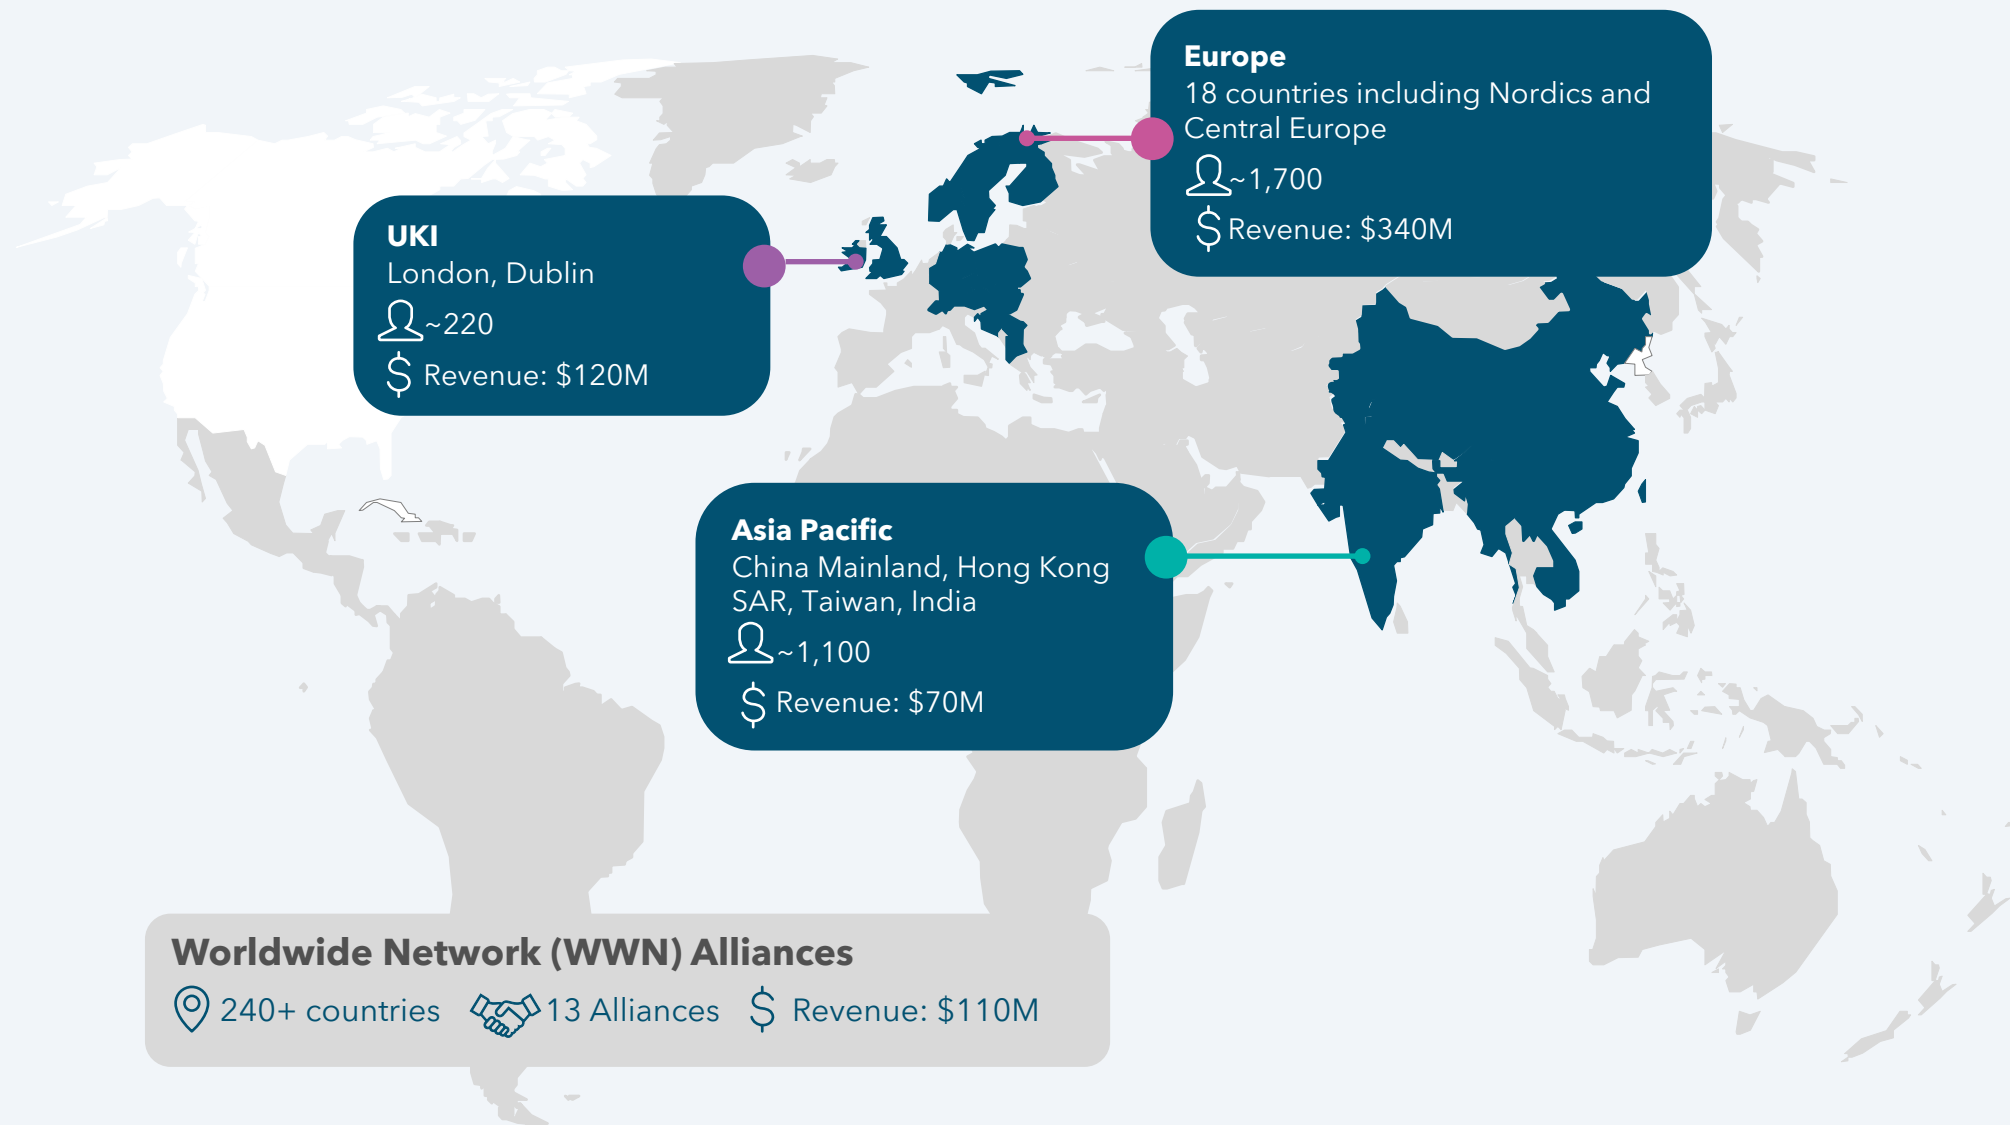 Europe
18 countries including Nordics and
Central Europe
~1,700
Revenue: $340M
UKI
London, Dublin
~220
Revenue: $120M
Asia Pacific
China Mainland, Hong Kong
SAR, Taiwan, India
~1,100
Revenue: $70M
Worldwide Network (WWN) Alliances
240+ countries 13 Alliances Revenue: $110M